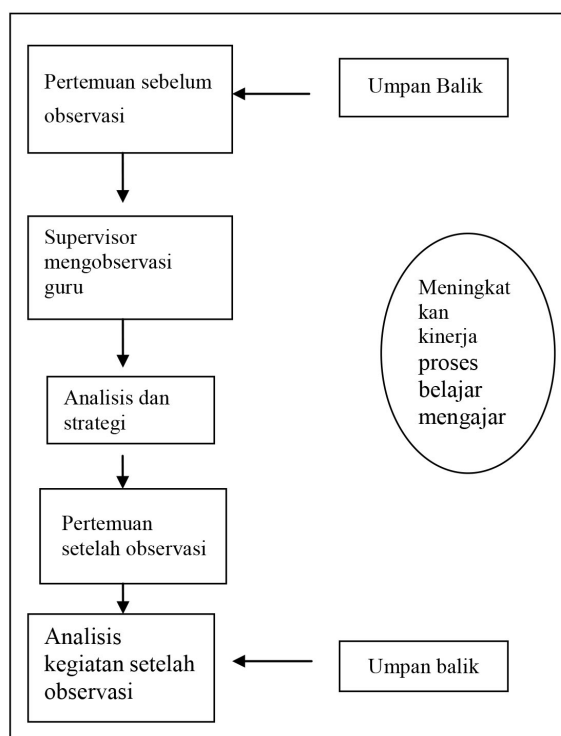 Pertemuan sebelum
observasi
Umpan Balik
Supervisor
mengobservasi
guru
Meningkat
kan
kinerja
proses
belajar
mengajar
Analisis dan
strategi
Pertemuan
setelah observasi
Analisis
kegiatan setelah
observasi
Umpan balik